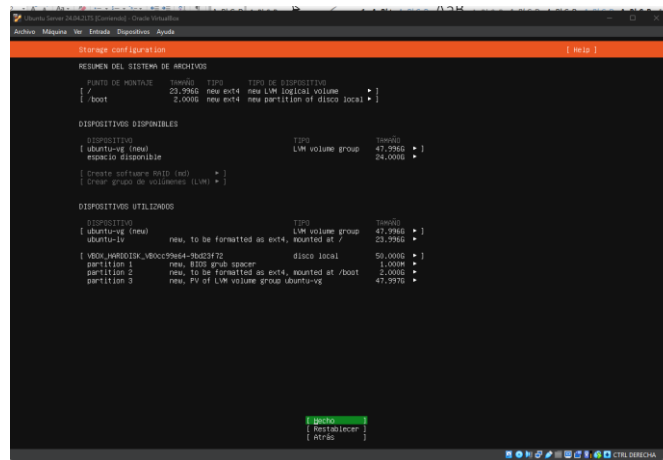 Ubuntu Server 24.04.2LTS [Corriendo] - Oracle VirtualBox
Archivo Máquina Ver Entrada Dispositivos Ayuda
Storage configuration [ Help ]
RESUMEN DEL SISTEMA DE ARCHIVOS
PUNTO DE MONTAJE TAMAÑO TIPO TIPO DE DISPOSITIVO
[ / 23.996G new ext4 new LVM logical volume ▸ ]
[ /boot 2.000G new ext4 new partition of disco local ▸ ]
DISPOSITIVOS DISPONIBLES
DISPOSITIVO TIPO TAMAÑO
[ ubuntu-vg (new) LVM volume group 47.996G ▸ ]
espacio disponible 24.000G ▸
[ Create software RAID (md) ▸ ]
[ Crear grupo de volúmenes (LVM) ▸ ]
DISPOSITIVOS UTILIZADOS
DISPOSITIVO TIPO TAMAÑO
[ ubuntu-vg (new) LVM volume group 47.996G ▸ ]
ubuntu-lv new, to be formatted as ext4, mounted at / 23.996G ▸
[ VBOX_HARDDISK_VB0cc99e64-9bd23f72 disco local 50.000G ▸ ]
partition 1 new, BIOS grub spacer 1.000M ▸
partition 2 new, to be formatted as ext4, mounted at /boot 2.000G ▸
partition 3 new, PV of LVM volume group ubuntu-vg 47.997G ▸
[ Hecho ]
[ Restablecer ]
[ Atrás ]
CTRL DERECHA